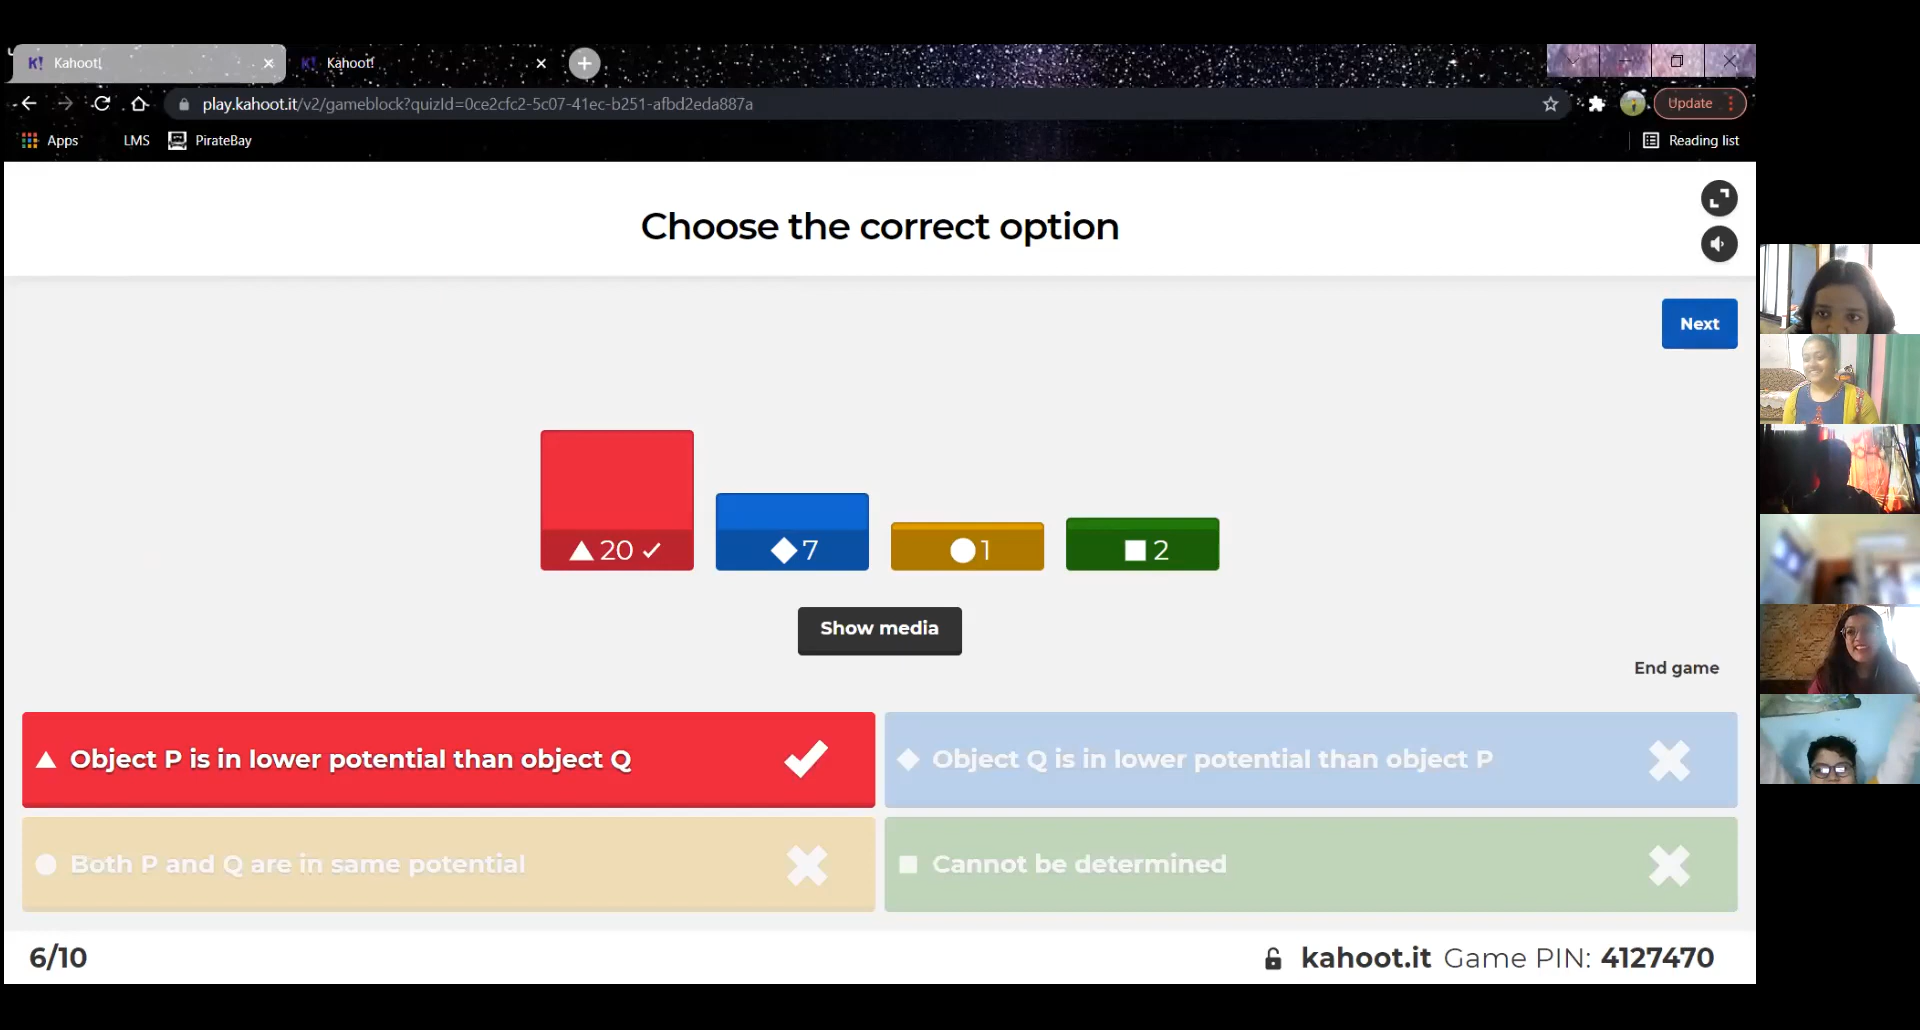 K! Kahoot!
K! Kahoot!
play.kahoot.it/v2/gameblock?quizId=0ce2cfc2-5c07-41ec-b251-afbd2eda887a
Update
Apps
LMS
PirateBay
Reading list
Choose the correct option
Next
20
7
1
2
Show media
End game
Object P is in lower potential than object Q
Object Q is in lower potential than object P
Both P and Q are in same potential
Cannot be determined
6/10
kahoot.it Game PIN: 4127470